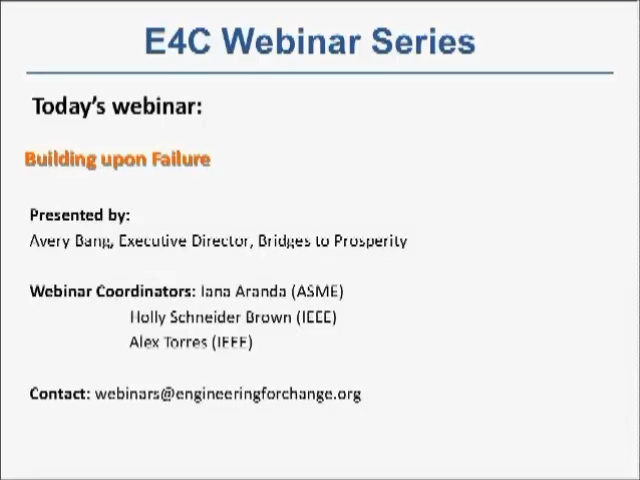 E4C Webinar Series
Today's webinar:
Building upon Failure
Presented by:
Avery Bang, Executive Director, Bridges to Prosperity
Webinar Coordinators: Iana Aranda (ASME)
Holly Schneider Brown (IEEE)
Alex Torres (IEEE)
Contact: webinars@engineeringforchange.org